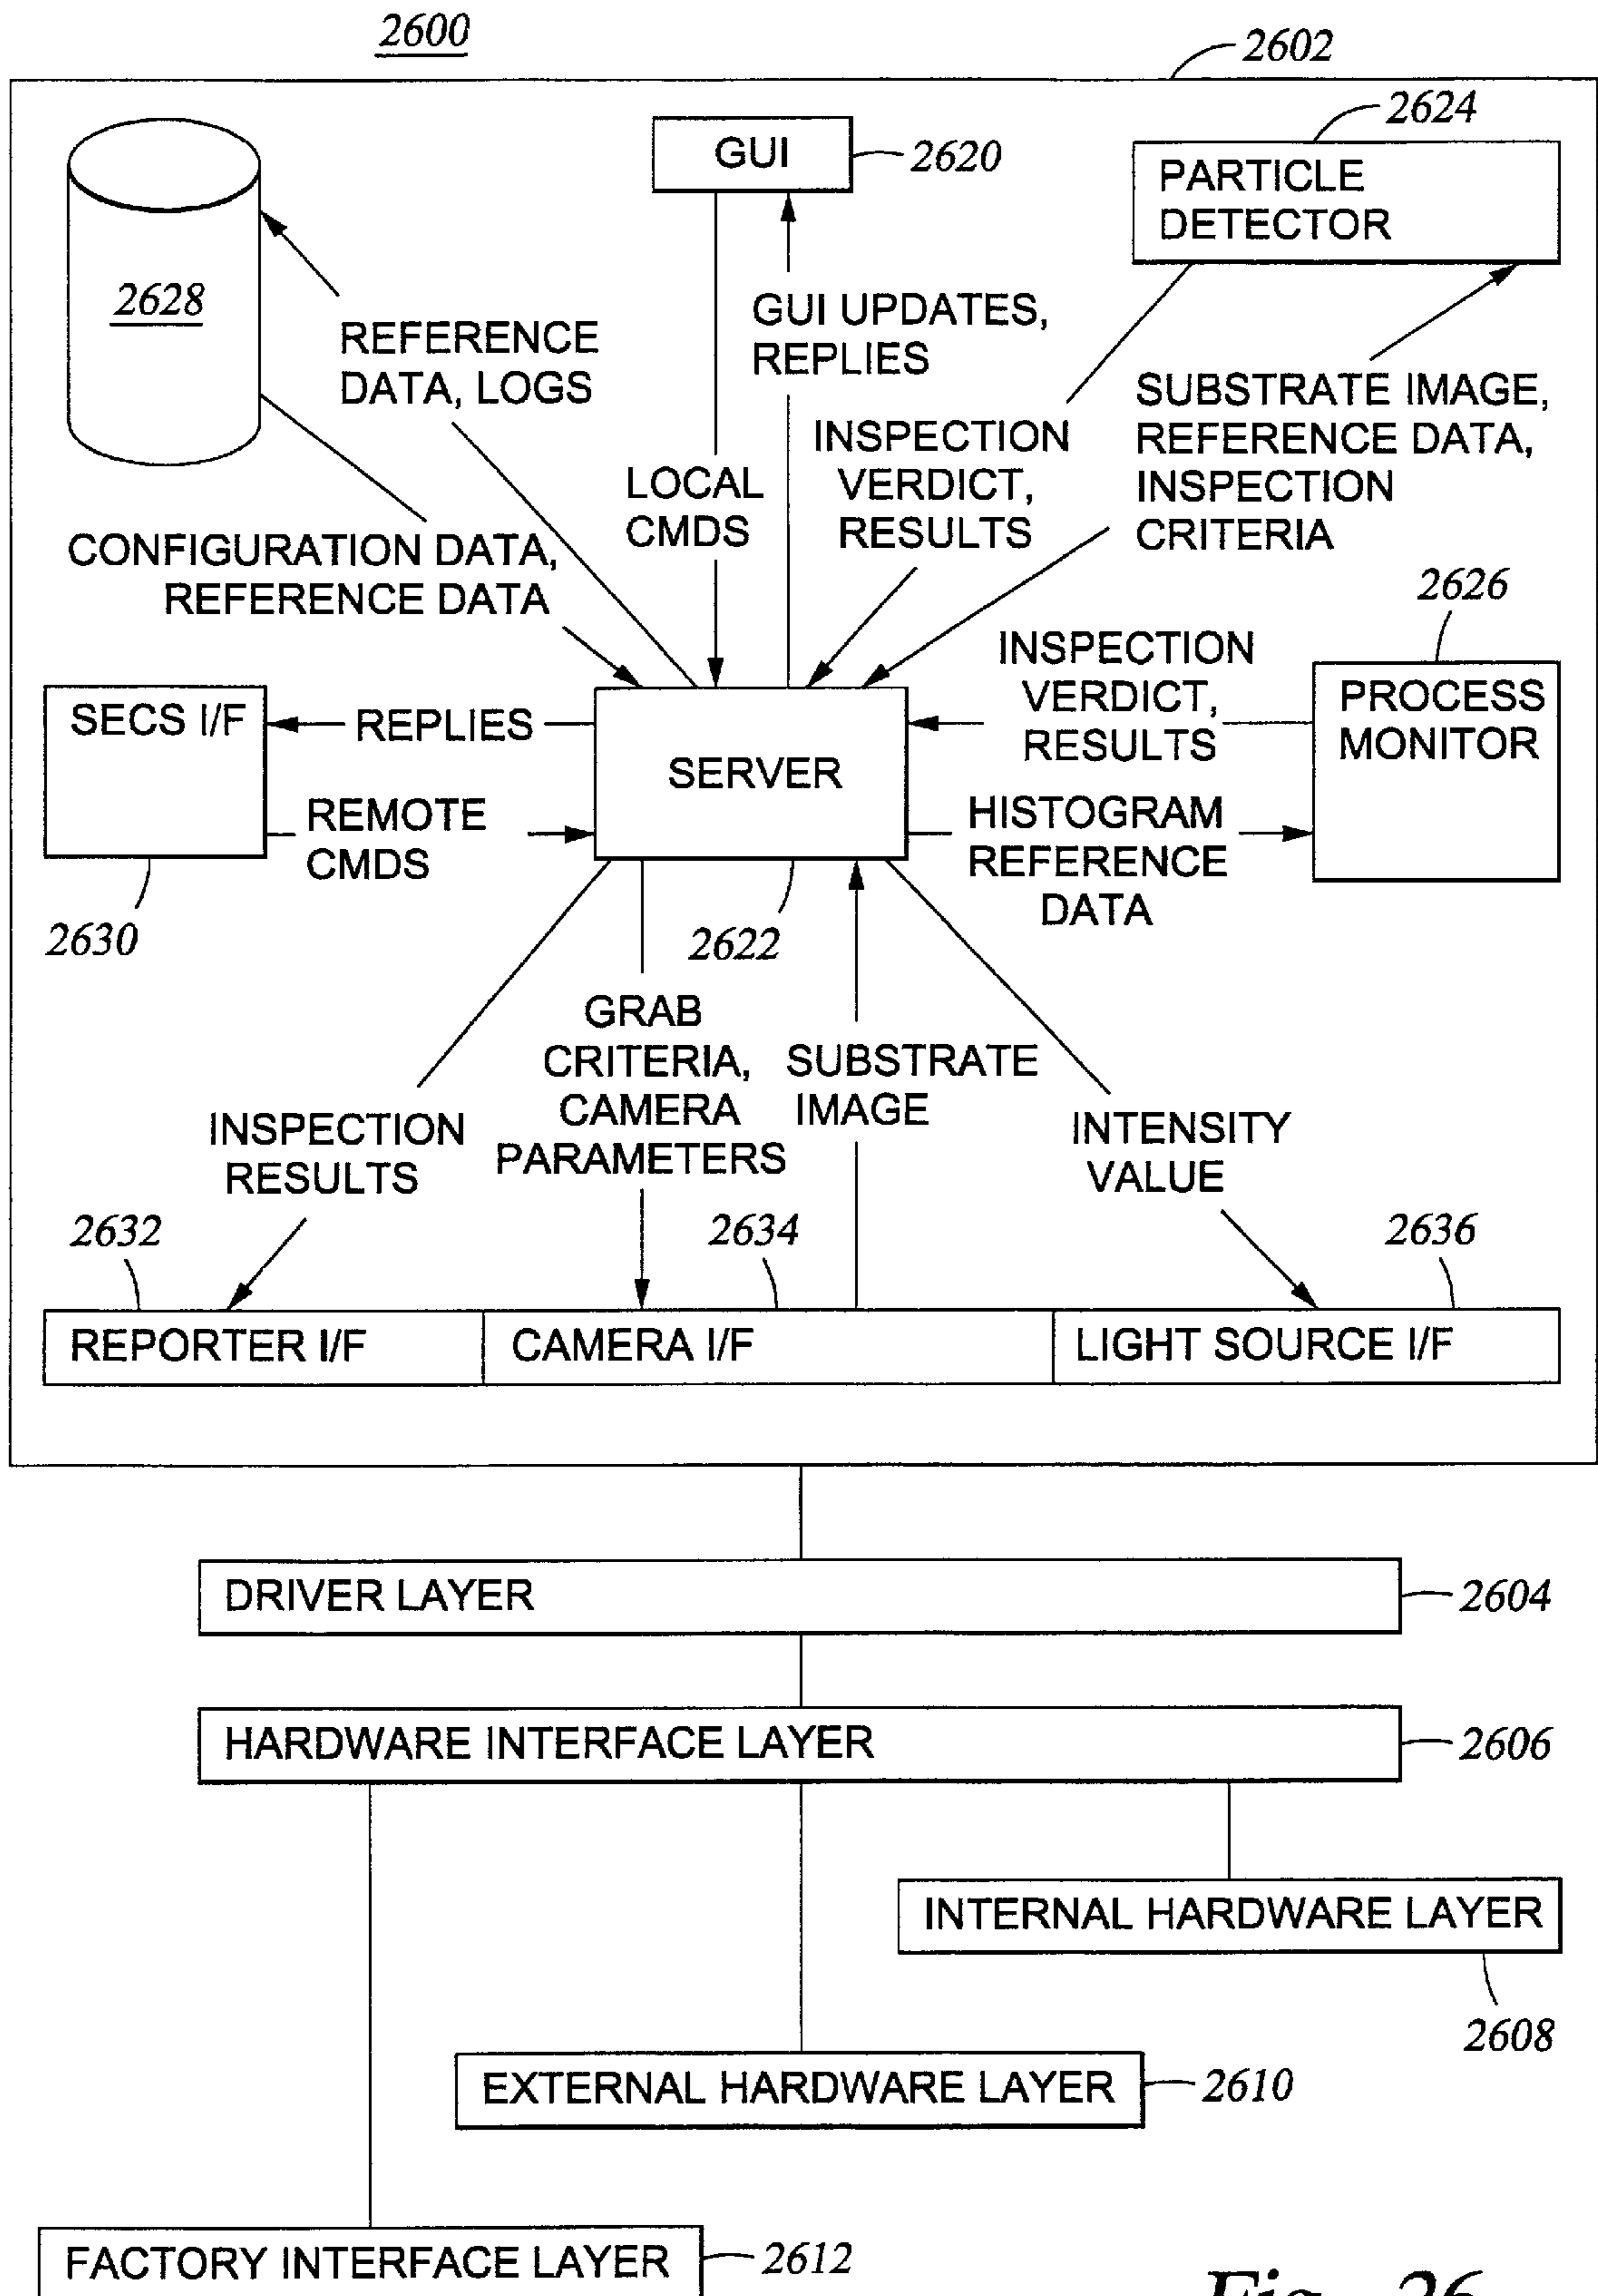 2600
2602
2624
GUI
2620
PARTICLE
DETECTOR
2628
GUI UPDATES,
REPLIES
REFERENCE
DATA, LOGS
SUBSTRATE IMAGE,
REFERENCE DATA,
INSPECTION
CRITERIA
INSPECTION
VERDICT,
RESULTS
LOCAL
CMDS
CONFIGURATION DATA,
REFERENCE DATA
2626
INSPECTION
VERDICT,
RESULTS
PROCESS
MONITOR
SECS I/F
REPLIES
SERVER
REMOTE
CMDS
HISTOGRAM
REFERENCE
DATA
2630
2622
GRAB
CRITERIA,
CAMERA
PARAMETERS
SUBSTRATE
IMAGE
INSPECTION
RESULTS
INTENSITY
VALUE
2632
2634
2636
REPORTER I/F
CAMERA I/F
LIGHT SOURCE I/F
DRIVER LAYER
2604
HARDWARE INTERFACE LAYER
2606
INTERNAL HARDWARE LAYER
2608
EXTERNAL HARDWARE LAYER
2610
FACTORY INTERFACE LAYER
2612
Fig. 26